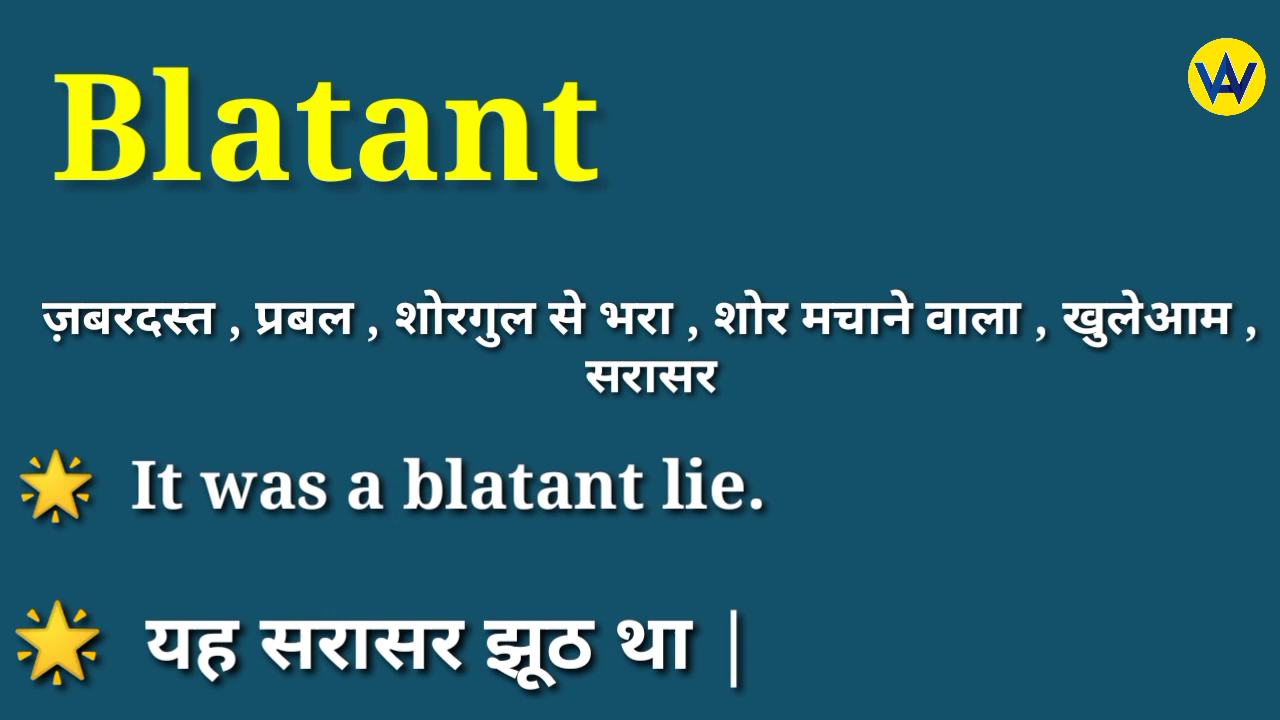 Blatant
ज़बरदस्त , प्रबल , शोरगुल से भरा , शोर मचाने वाला , खुलेआम ,
सरासर
It was a blatant lie.
यह सरासर झूठ था |